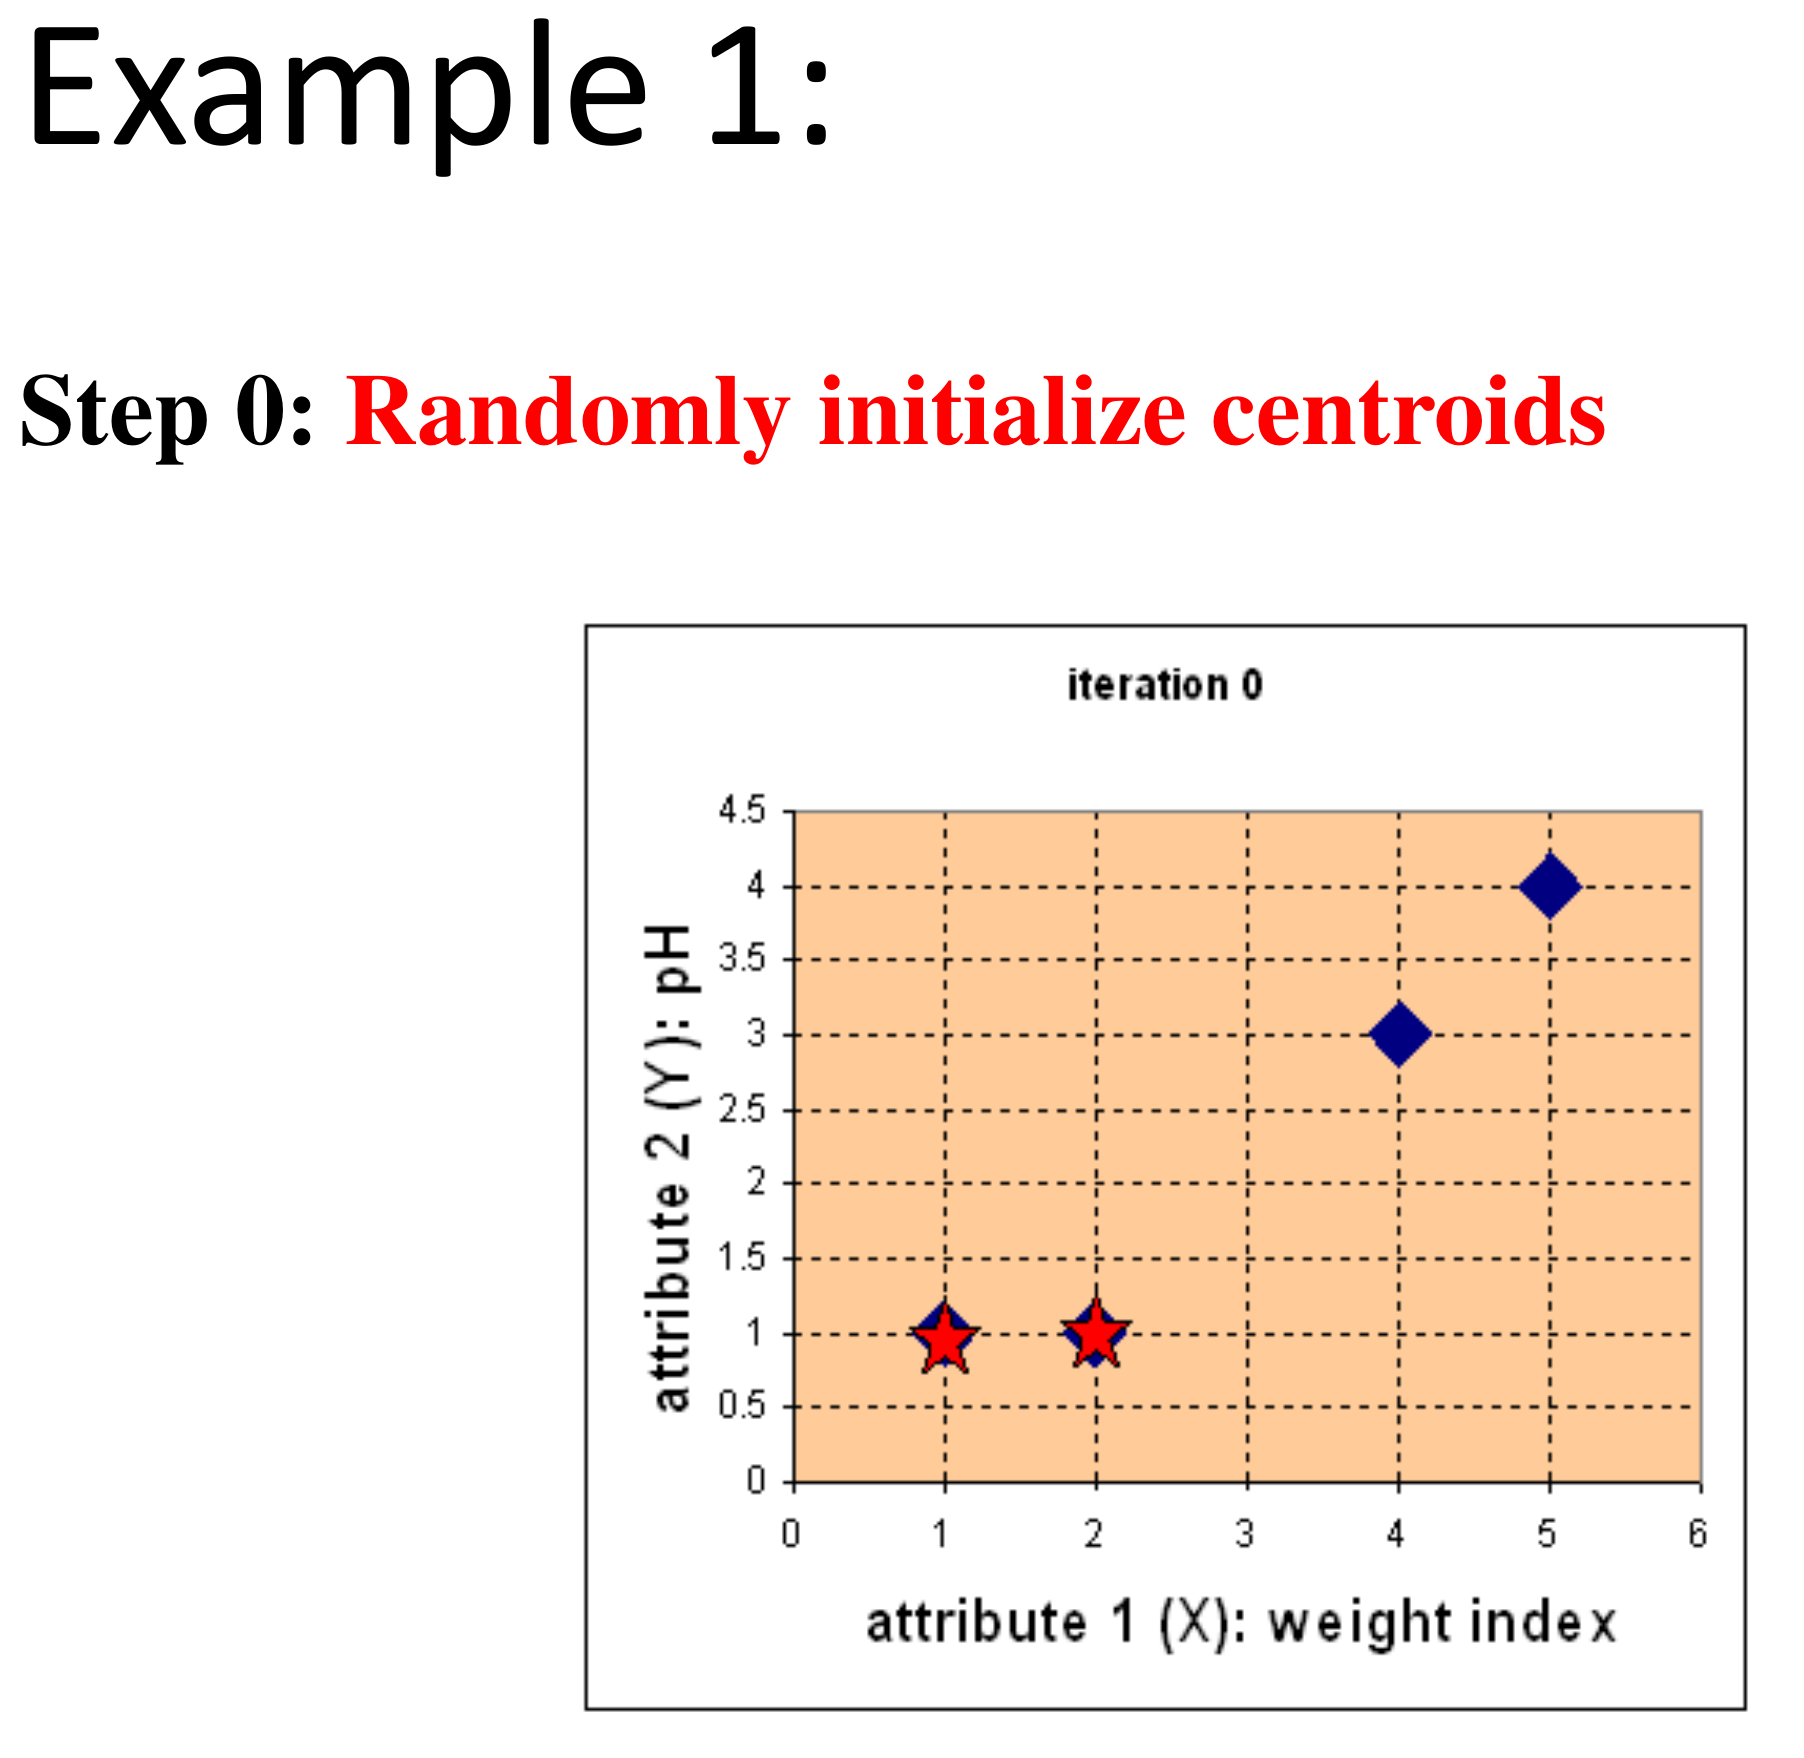 Example 1:
Step 0: Randomly initialize centroids
iteration 0
attribute 2 (Y): pH
4.5
4
3.5
3
2.5
2
1.5
1
0.5
0
0 1 2 3 4 5 6
attribute 1 (X): weight index